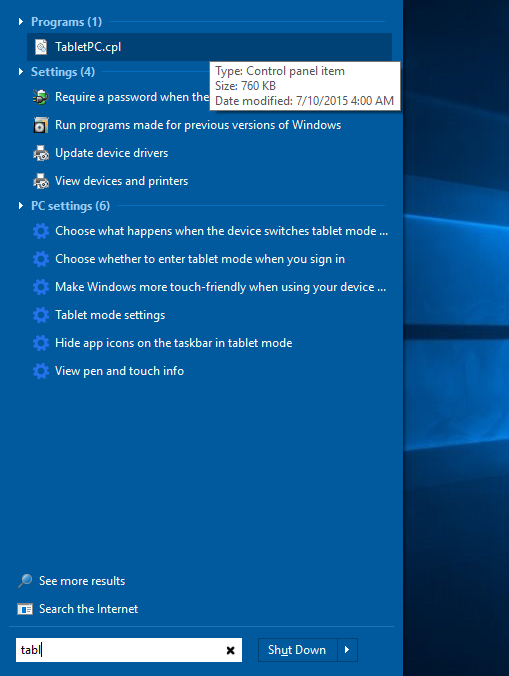 Programs (1)
TabletPC.cpl
Type: Control panel item
Size: 760 KB
Date modified: 7/10/2015 4:00 AM
Settings (4)
Require a password when the
Run programs made for previous versions of Windows
Update device drivers
View devices and printers
PC settings (6)
Choose what happens when the device switches tablet mode ...
Choose whether to enter tablet mode when you sign in
Make Windows more touch-friendly when using your device ...
Tablet mode settings
Hide app icons on the taskbar in tablet mode
View pen and touch info
See more results
Search the Internet
tabl
Shut Down